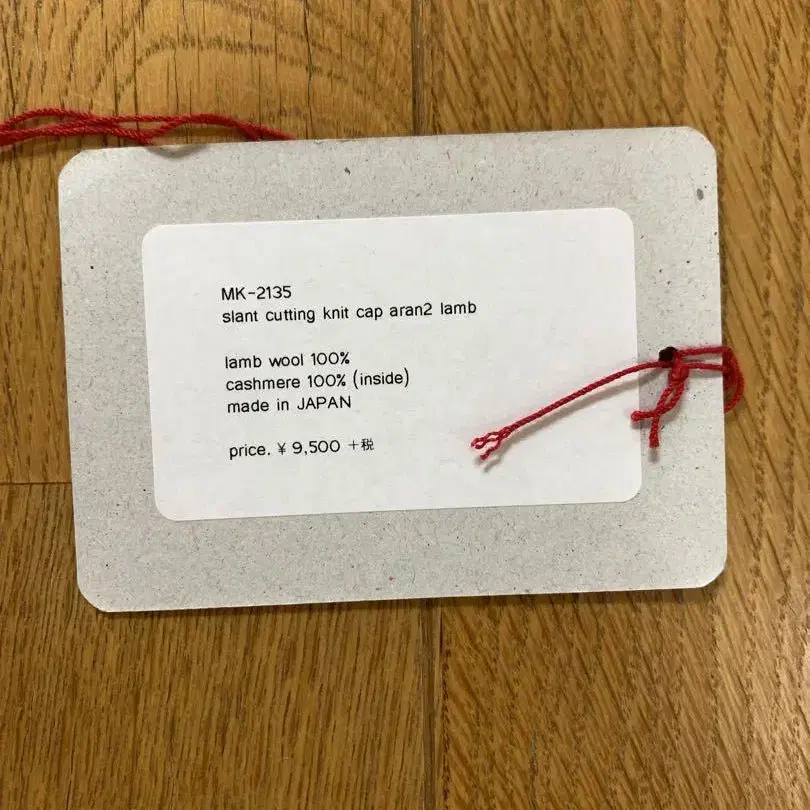 MK-2135
slant cutting knit cap aran2 lamb
lamb wool 100%
cashmere 100% (inside)
made in JAPAN
price. ¥ 9,500 +税